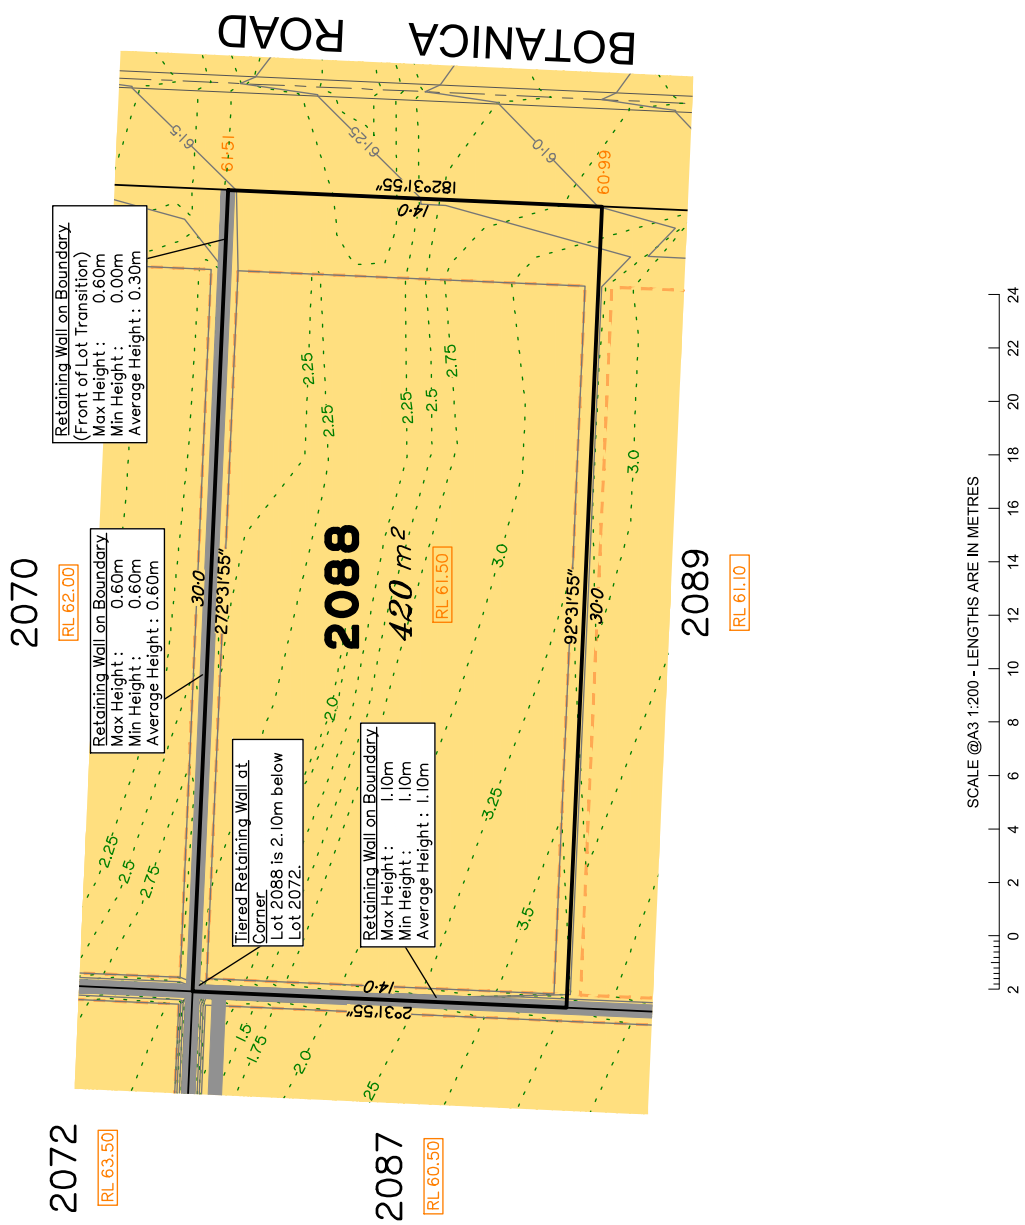 BOTANICA ROAD
61·5
61·51
61·25
61·0
60·99
182°31'55"
14·0
Retaining Wall on Boundary
(Front of Lot Transition)
Max Height : 0.60m
Min Height : 0.00m
Average Height : 0.30m
2.25
2.25
2.25
2.5
2.75
3.0
2070
RL 62.00
Retaining Wall on Boundary
Max Height : 0.60m
Min Height : 0.60m
Average Height : 0.60m
30·0
272°31'55"
2088
420 m²
RL 61.50
3.0
92°31'55"
30·0
2089
RL 61.10
2.0
2.25
2.5
2.75
Tiered Retaining Wall at
Corner
Lot 2088 is 2.10m below
Lot 2072.
Retaining Wall on Boundary
Max Height : 1.10m
Min Height : 1.10m
Average Height : 1.10m
3.25
3.5
14·0
2°31'55"
1.5
1.75
2.0
25
2072
RL 63.50
2087
RL 60.50
SCALE @A3 1:200 - LENGTHS ARE IN METRES
2 0 2 4 6 8 10 12 14 16 18 20 22 24